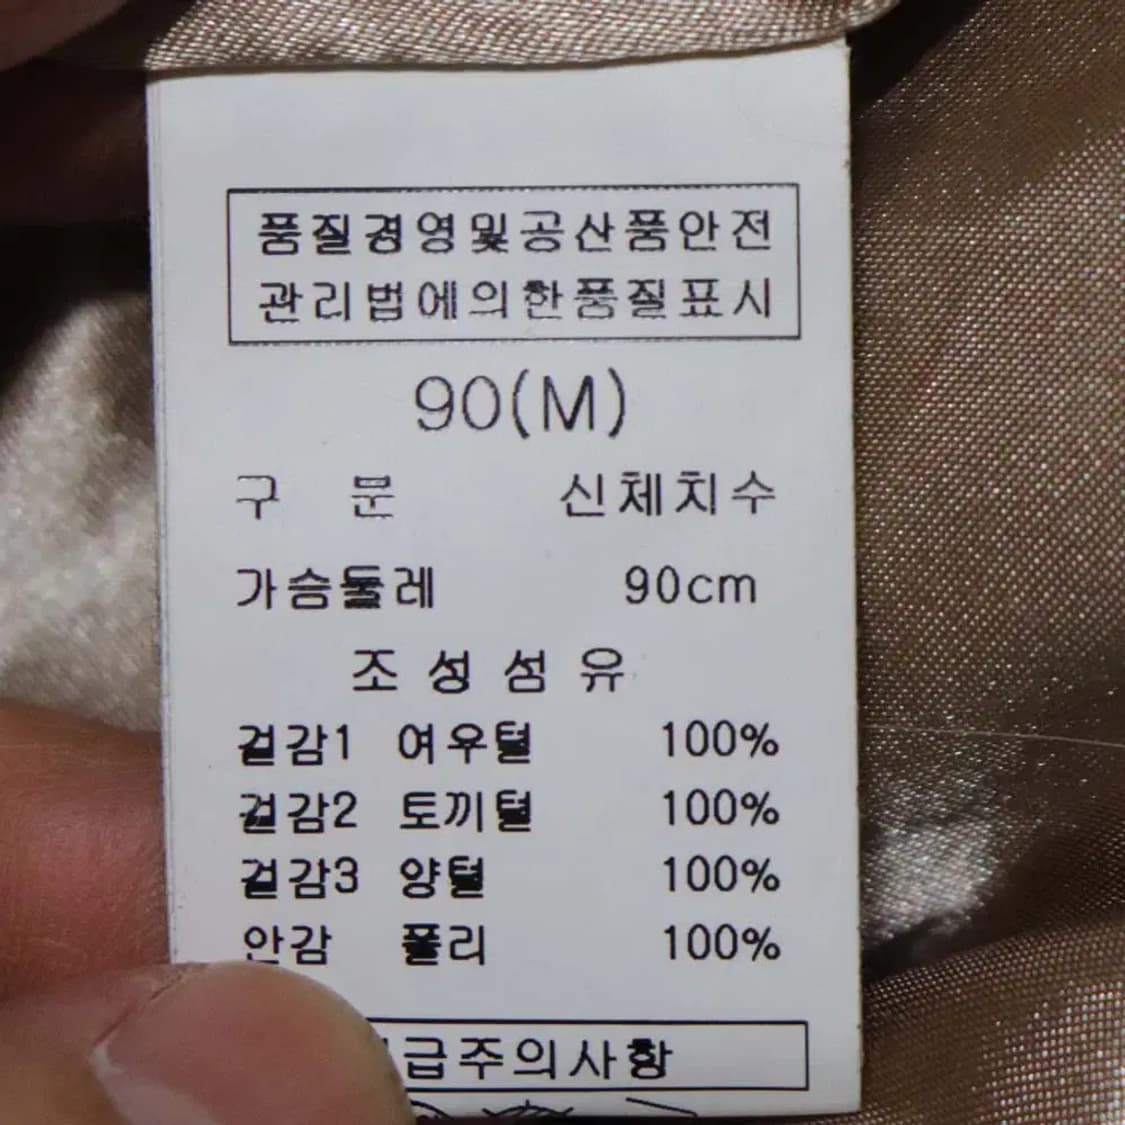 품질경영및공산품안전
관리법에의한품질표시
90(M)
구 분 신체치수
가슴둘레 90cm
조성섬유
겉감1 여우털 100%
겉감2 토끼털 100%
겉감3 양털 100%
안감 폴리 100%
급주의사항